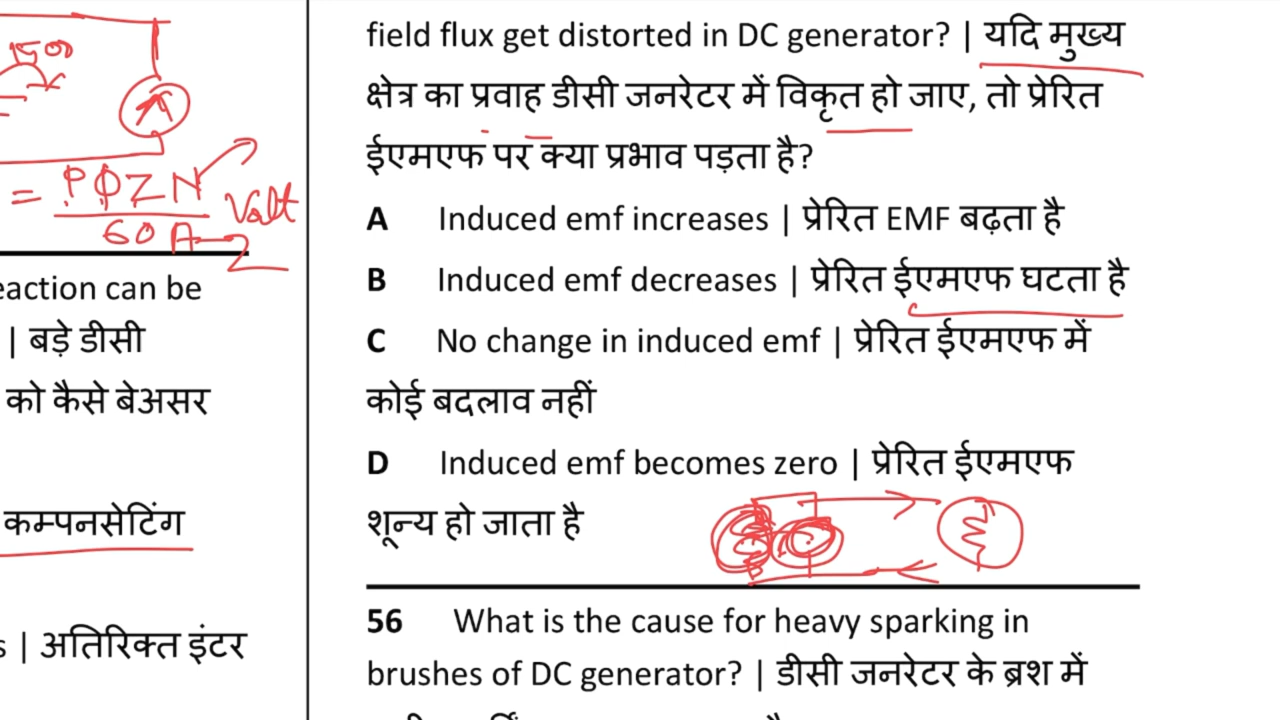 1500
A
= PΦZN
60 A
Volt
2
eaction can be
| बड़े डीसी
को कैसे बेअसर
कम्पनसेटिंग
s | अतिरिक्त इंटर
field flux get distorted in DC generator? | यदि मुख्य
क्षेत्र का प्रवाह डीसी जनरेटर में विकृत हो जाए, तो प्रेरित
ईएमएफ पर क्या प्रभाव पड़ता है?
A Induced emf increases | प्रेरित EMF बढ़ता है
B Induced emf decreases | प्रेरित ईएमएफ घटता है
C No change in induced emf | प्रेरित ईएमएफ में
कोई बदलाव नहीं
D Induced emf becomes zero | प्रेरित ईएमएफ
शून्य हो जाता है
56 What is the cause for heavy sparking in
brushes of DC generator? | डीसी जनरेटर के ब्रश में